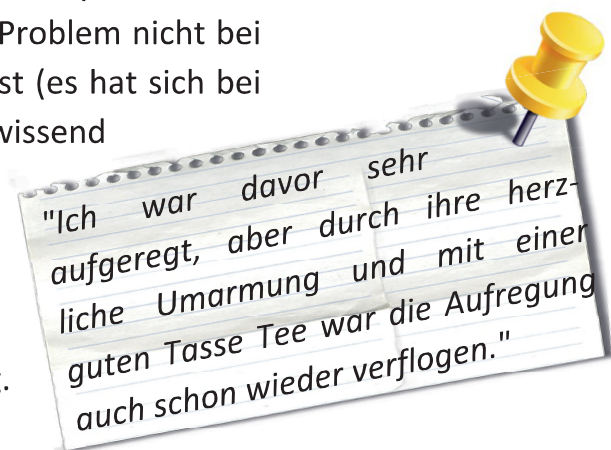 Problem nicht bei
st (es hat sich bei
wissend
"Ich war davor sehr
aufgeregt, aber durch ihre herz-
liche Umarmung und mit einer
guten Tasse Tee war die Aufregung
auch schon wieder verflogen."